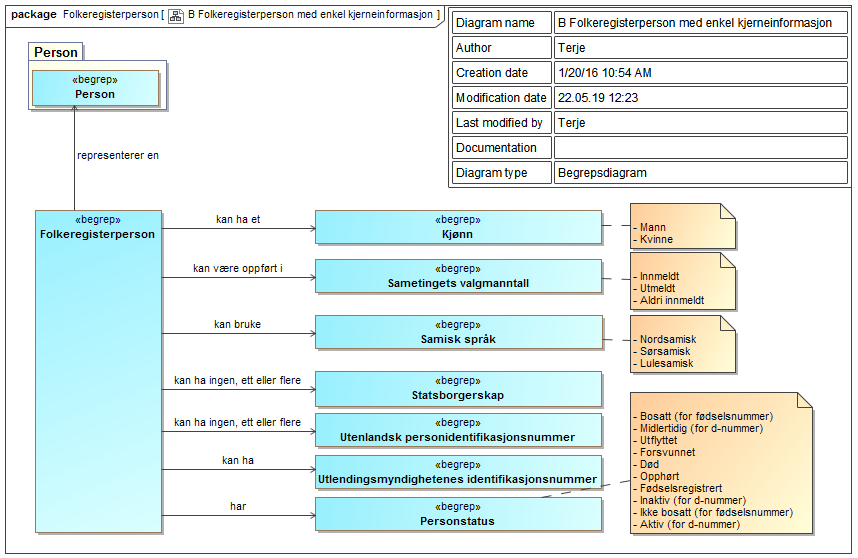 package Folkeregisterperson [ B Folkeregisterperson med enkel kjerneinformasjon ]
Diagram name B Folkeregisterperson med enkel kjerneinformasjon
Author Terje
Creation date 1/20/16 10:54 AM
Modification date 22.05.19 12:23
Last modified by Terje
Documentation
Diagram type Begrepsdiagram
Person
«begrep»
Person
representerer en
«begrep»
Folkeregisterperson
kan ha et
«begrep»
Kjønn
- Mann
- Kvinne
kan være oppført i
«begrep»
Sametingets valgmanntall
- Innmeldt
- Utmeldt
- Aldri innmeldt
kan bruke
«begrep»
Samisk språk
- Nordsamisk
- Sørsamisk
- Lulesamisk
kan ha ingen, ett eller flere
«begrep»
Statsborgerskap
kan ha ingen, ett eller flere
«begrep»
Utenlandsk personidentifikasjonsnummer
kan ha
«begrep»
Utlendingsmyndighetenes identifikasjonsnummer
har
«begrep»
Personstatus
- Bosatt (for fødselsnummer)
- Midlertidig (for d-nummer)
- Utflyttet
- Forsvunnet
- Død
- Opphørt
- Fødselsregistrert
- Inaktiv (for d-nummer)
- Ikke bosatt (for fødselsnummer)
- Aktiv (for d-nummer)